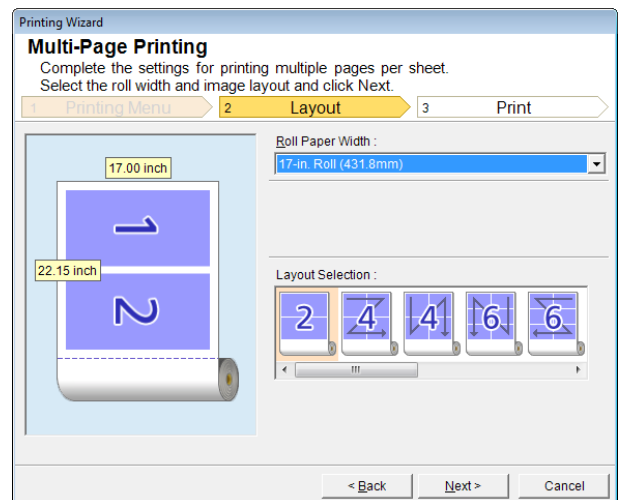 Printing Wizard
Multi-Page Printing
Complete the settings for printing multiple pages per sheet.
Select the roll width and image layout and click Next.
1 Printing Menu 2 Layout 3 Print
Roll Paper Width :
17-in. Roll (431.8mm)
17.00 inch
1
22.15 inch
2
Layout Selection :
2 4 4 6 6
< Back Next > Cancel